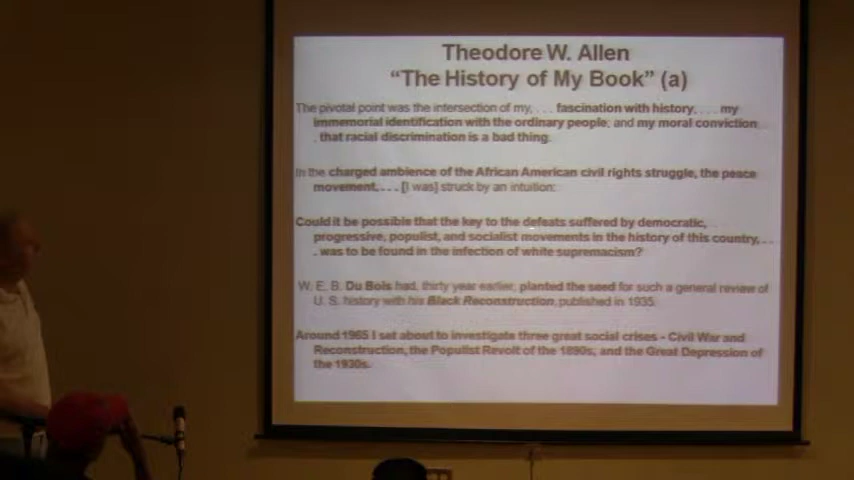 Theodore W. Allen
"The History of My Book" (a)
The pivotal point was the intersection of my, . . . fascination with history, . . . my
immemorial identification with the ordinary people; and my moral conviction . .
. that racial discrimination is a bad thing.
In the charged ambience of the African American civil rights struggle, the peace
movement, . . . [I was] struck by an intuition:
Could it be possible that the key to the defeats suffered by democratic,
progressive, populist, and socialist movements in the history of this country, . . .
. was to be found in the infection of white supremacism?
W. E. B. Du Bois had, thirty year earlier, planted the seed for such a general review of
U. S. history with his Black Reconstruction, published in 1935.
Around 1965 I set about to investigate three great social crises - Civil War and
Reconstruction, the Populist Revolt of the 1890s, and the Great Depression of
the 1930s.